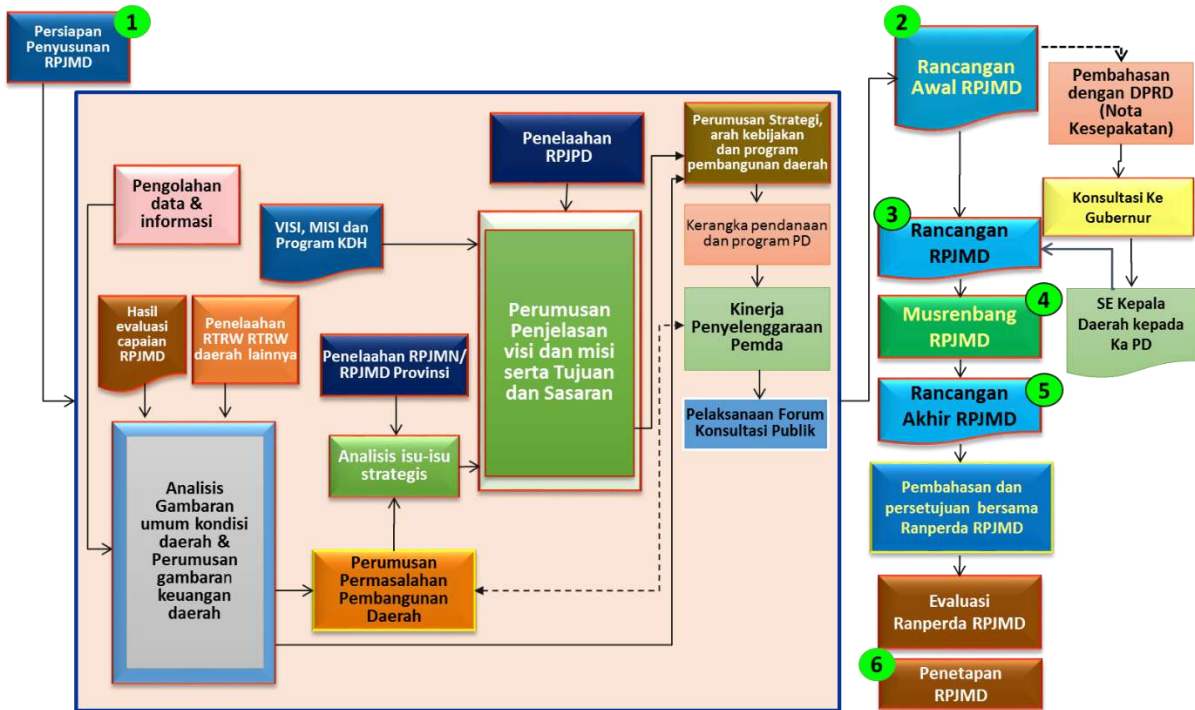 1
Persiapan
Penyusunan
RPJMD
Pengolahan
data &
informasi
VISI, MISI dan
Program KDH
Hasil
evaluasi
capaian
RPJMD
Penelaahan
RTRW RTRW
daerah lainnya
Analisis
Gambaran
umum kondisi
daerah &
Perumusan
gambaran
keuangan
daerah
Penelaahan RPJMN/
RPJMD Provinsi
Analisis isu-isu
strategis
Perumusan
Permasalahan
Pembangunan
Daerah
Penelaahan
RPJPD
Perumusan
Penjelasan
visi dan misi
serta Tujuan
dan Sasaran
Perumusan Strategi,
arah kebijakan
dan program
pembangunan daerah
Kerangka pendanaan
dan program PD
Kinerja
Penyelenggaraan
Pemda
Pelaksanaan Forum
Konsultasi Publik
2
Rancangan
Awal RPJMD
Pembahasan
dengan DPRD
(Nota
Kesepakatan)
Konsultasi Ke
Gubernur
SE Kepala
Daerah kepada
Ka PD
3
Rancangan
RPJMD
4
Musrenbang
RPJMD
5
Rancangan
Akhir RPJMD
Pembahasan dan
persetujuan bersama
Ranperda RPJMD
Evaluasi
Ranperda RPJMD
6
Penetapan
RPJMD